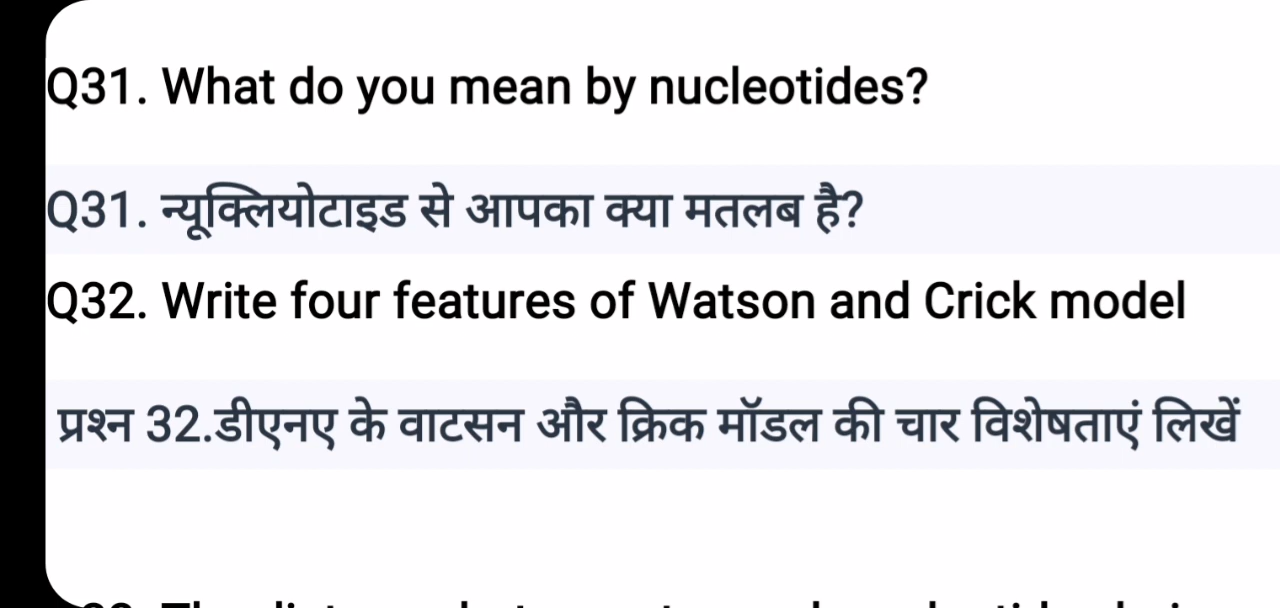 Q31. What do you mean by nucleotides?
Q31. न्यूक्लियोटाइड से आपका क्या मतलब है?
Q32. Write four features of Watson and Crick model
प्रश्न 32.डीएनए के वाटसन और क्रिक मॉडल की चार विशेषताएं लिखें